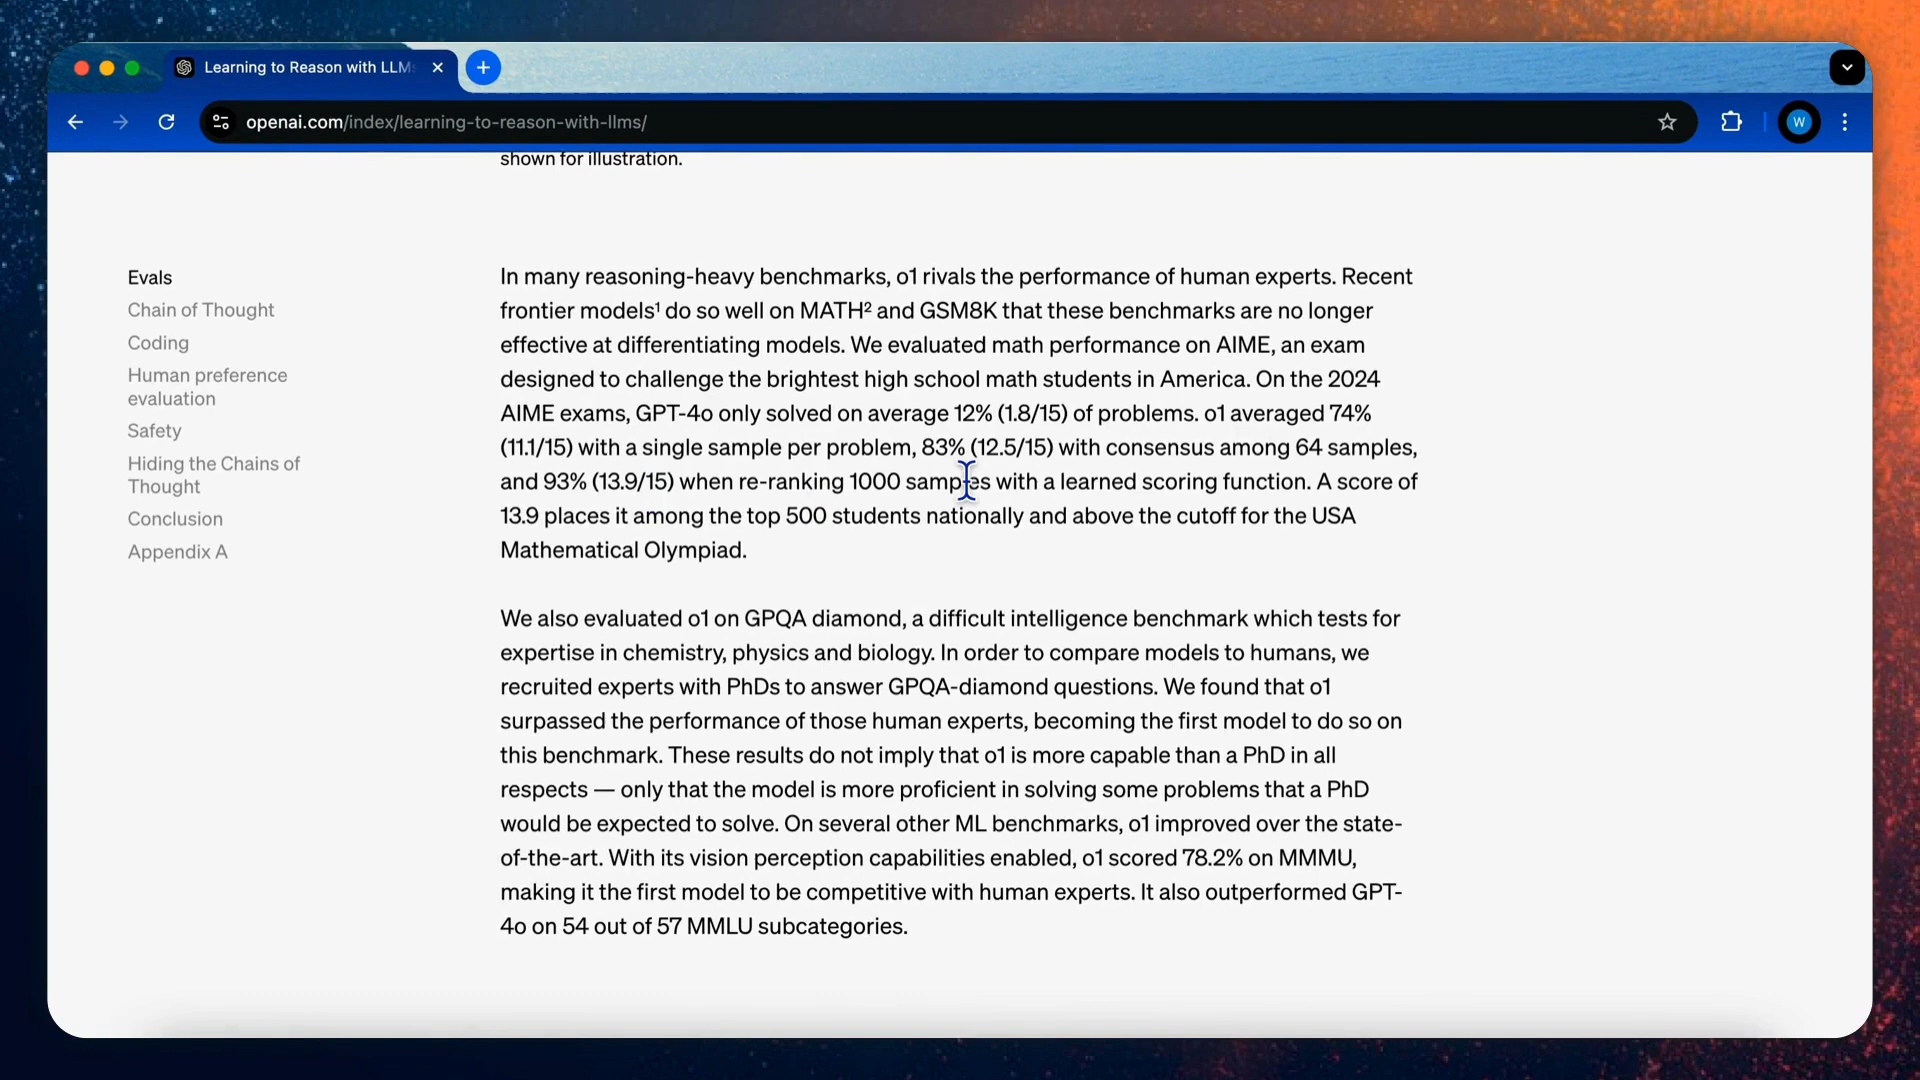 Learning to Reason with LLMs
openai.com/index/learning-to-reason-with-llms/
W
shown for illustration.
Evals
Chain of Thought
Coding
Human preference
evaluation
Safety
Hiding the Chains of
Thought
Conclusion
Appendix A
In many reasoning-heavy benchmarks, o1 rivals the performance of human experts. Recent
frontier models¹ do so well on MATH² and GSM8K that these benchmarks are no longer
effective at differentiating models. We evaluated math performance on AIME, an exam
designed to challenge the brightest high school math students in America. On the 2024
AIME exams, GPT-4o only solved on average 12% (1.8/15) of problems. o1 averaged 74%
(11.1/15) with a single sample per problem, 83% (12.5/15) with consensus among 64 samples,
and 93% (13.9/15) when re-ranking 1000 samples with a learned scoring function. A score of
13.9 places it among the top 500 students nationally and above the cutoff for the USA
Mathematical Olympiad.
We also evaluated o1 on GPQA diamond, a difficult intelligence benchmark which tests for
expertise in chemistry, physics and biology. In order to compare models to humans, we
recruited experts with PhDs to answer GPQA-diamond questions. We found that o1
surpassed the performance of those human experts, becoming the first model to do so on
this benchmark. These results do not imply that o1 is more capable than a PhD in all
respects — only that the model is more proficient in solving some problems that a PhD
would be expected to solve. On several other ML benchmarks, o1 improved over the state-
of-the-art. With its vision perception capabilities enabled, o1 scored 78.2% on MMMU,
making it the first model to be competitive with human experts. It also outperformed GPT-
4o on 54 out of 57 MMLU subcategories.